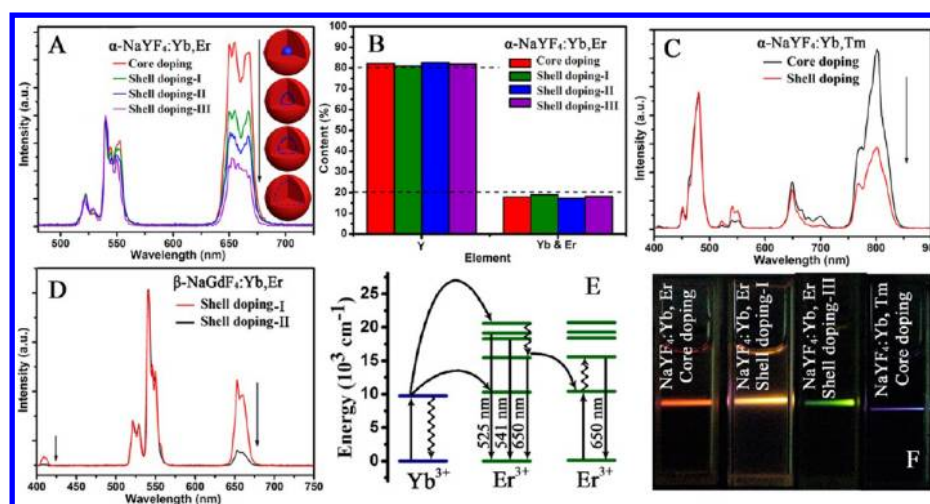 A
α-NaYF₄:Yb,Er
Core doping
Shell doping-I
Shell doping-II
Shell doping-III
Intensity (a.u.)
500 550 600 650 700
Wavelength (nm)
B
α-NaYF₄:Yb,Er
Core doping
Shell doping-I
Shell doping-II
Shell doping-III
Content (%)
100
90
80
70
60
50
40
30
20
10
0
Y
Yb & Er
Element
C
α-NaYF₄:Yb,Tm
Core doping
Shell doping
Intensity (a.u.)
400 500 600 700 800 900
Wavelength (nm)
D
β-NaGdF₄:Yb,Er
Shell doping-I
Shell doping-II
Intensity (a.u.)
400 450 500 550 600 650 700 750
Wavelength (nm)
E
Energy (10³ cm⁻¹)
25
20
15
10
5
0
525 nm
541 nm
650 nm
650 nm
Yb³⁺
Er³⁺
Er³⁺
NaYF₄:Yb, Er
Core doping
NaYF₄:Yb, Er
Shell doping-I
NaYF₄:Yb, Er
Shell doping-III
NaYF₄:Yb, Tm
Core doping
F